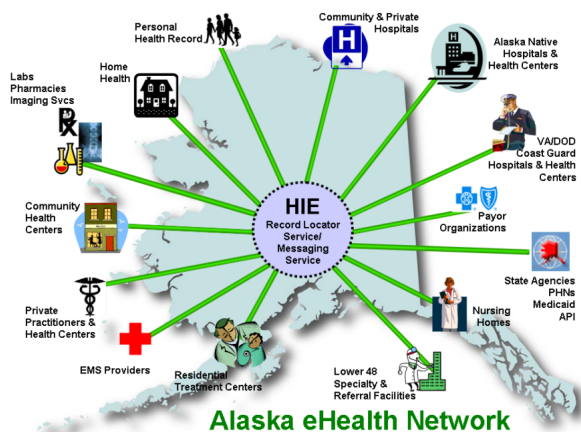 Personal
Health Record
Community & Private
Hospitals
H
Alaska Native
Hospitals &
Health Centers
H
Home
Health
Labs
Pharmacies
Imaging Svcs
VA/DOD
Coast Guard
Hospitals & Health
Centers
HIE
Record Locator
Service/
Messaging
Service
Community
Health
Centers
Payor
Organizations
State Agencies
PHNs
Medicaid
API
Private
Practitioners &
Health Centers
Nursing
Homes
EMS Providers
Residential
Treatment Centers
Lower 48
Specialty &
Referral Facilities
Alaska eHealth Network